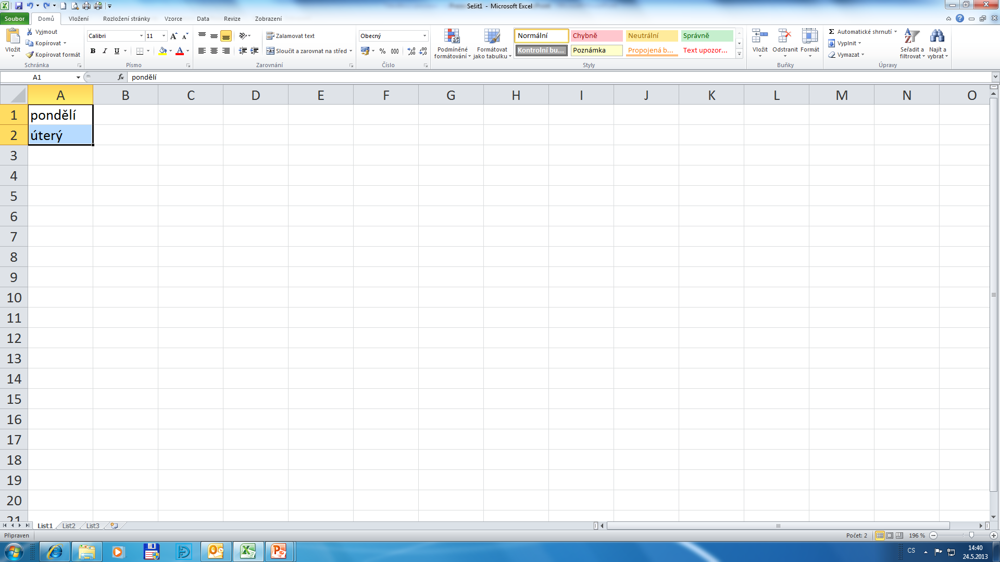 Sešit1 - Microsoft Excel
Soubor Domů Vložení Rozložení stránky Vzorce Data Revize Zobrazení
Vložit
Vyjmout
Kopírovat
Kopírovat formát
Schránka
Calibri 11
B I U
Písmo
Zalamovat text
Sloučit a zarovnat na střed
Zarovnání
Obecný
% 000
Číslo
Podmíněné formátování
Formátovat jako tabulku
Normální Chybně Neutrální Správně
Kontrolní bu... Poznámka Propojená b... Text upozor...
Styly
Vložit Odstranit Formát
Buňky
Σ Automatické shrnutí
Vyplnit
Vymazat
Seřadit a filtrovat
Najít a vybrat
Úpravy
A1 fx pondělí
A B C D E F G H I J K L M N O
1 pondělí
2 úterý
3
4
5
6
7
8
9
10
11
12
13
14
15
16
17
18
19
20
21
List1 List2 List3
Připraven Počet: 2 196 %
CS 14:40
24.5.2013